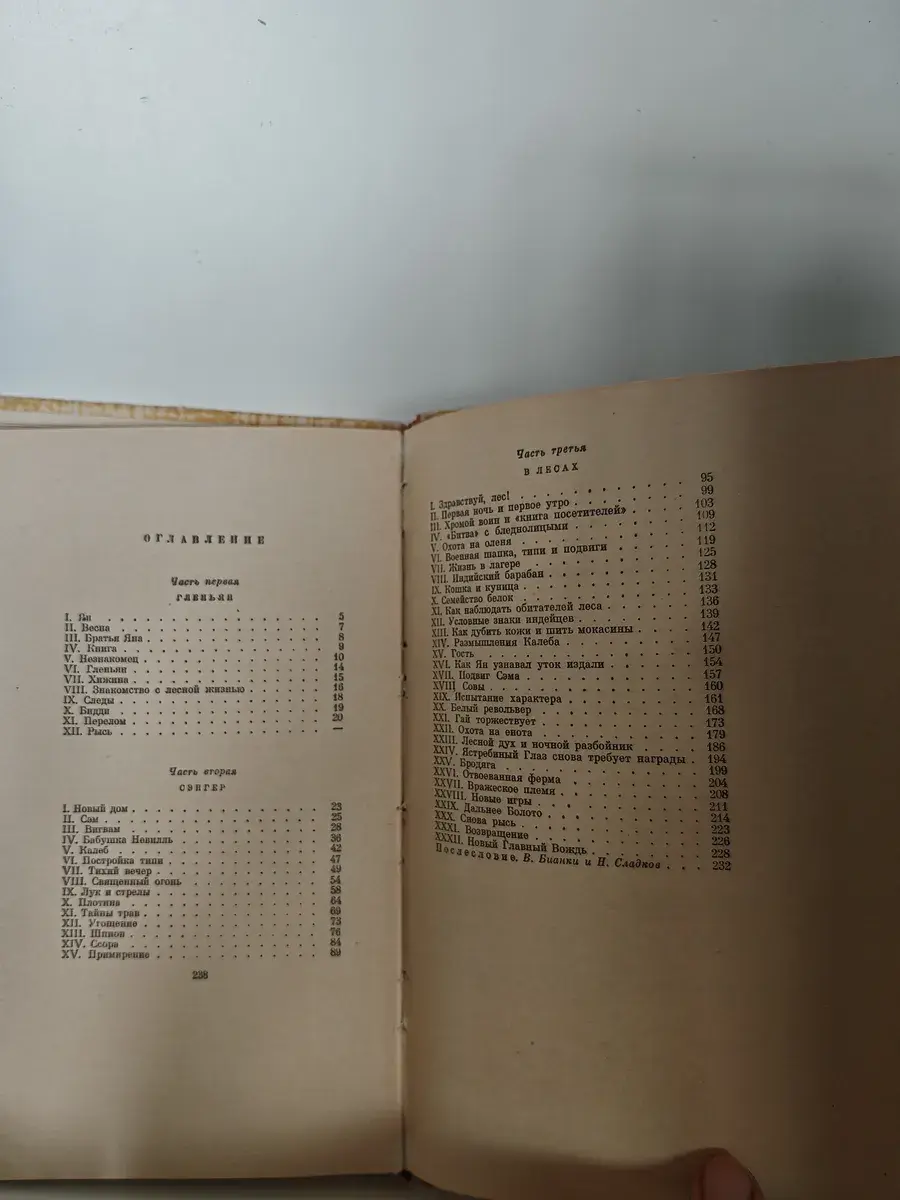 ОГЛАВЛЕНИЕ
Часть первая
ГЛЕНЬЯН
I. Ян . . . . . . . . . . . . . . . . 5
II. Весна . . . . . . . . . . . . . . . . 7
III. Братья Яна . . . . . . . . . . . . . . 8
IV. Книга . . . . . . . . . . . . . . . . 9
V. Незнакомец . . . . . . . . . . . . . . 10
VI. Гленьян . . . . . . . . . . . . . . . 14
VII. Хижина . . . . . . . . . . . . . . . 15
VIII. Знакомство с лесной жизнью . . . . . . 16
IX. Следы . . . . . . . . . . . . . . . . 18
X. Бидди . . . . . . . . . . . . . . . . 19
XI. Перелом . . . . . . . . . . . . . . . 20
XII. Рысь . . . . . . . . . . . . . . . . —
Часть вторая
СЭНГЕР
I. Новый дом . . . . . . . . . . . . . . . 23
II. Сэм . . . . . . . . . . . . . . . . 25
III. Вигвам . . . . . . . . . . . . . . . 28
IV. Бабушка Невилль . . . . . . . . . . . . 36
V. Калеб . . . . . . . . . . . . . . . . 42
VI. Постройка типи . . . . . . . . . . . . 47
VII. Тихий вечер . . . . . . . . . . . . . 49
VIII. Священный огонь . . . . . . . . . . . 54
IX. Лук и стрелы . . . . . . . . . . . . . 58
X. Плотина . . . . . . . . . . . . . . . 64
XI. Тайны трав . . . . . . . . . . . . . . 69
XII. Угощение . . . . . . . . . . . . . . 73
XIII. Шпион . . . . . . . . . . . . . . . 76
XIV. Ссора . . . . . . . . . . . . . . . 84
XV. Примирение . . . . . . . . . . . . . . 89
238
Часть третья
В ЛЕСАХ
I. Здравствуй, лес! . . . . . . . . . . . 95
II. Первая ночь и первое утро . . . . . . . 99
III. Хромой воин и «книга посетителей» . . . 103
IV. «Битва» с бледнолицыми . . . . . . . . 109
V. Охота на оленя . . . . . . . . . . . . 112
VI. Военная шапка, типи и подвиги . . . . . 119
VII. Жизнь в лагере . . . . . . . . . . . . 125
VIII. Индийский барабан . . . . . . . . . . 128
IX. Кошка и куница . . . . . . . . . . . . 131
X. Семейство белок . . . . . . . . . . . . 133
XI. Как наблюдать обитателей леса . . . . . 136
XII. Условные знаки индейцев . . . . . . . 139
XIII. Как дубить кожи и шить мокасины . . . . 142
XIV. Размышления Калеба . . . . . . . . . . 147
XV. Гость . . . . . . . . . . . . . . . . 150
XVI. Как Ян узнавал уток издали . . . . . . 154
XVII. Подвиг Сэма . . . . . . . . . . . . 157
XVIII Совы . . . . . . . . . . . . . . . 160
XIX. Испытание характера . . . . . . . . . 161
XX. Белый револьвер . . . . . . . . . . . 168
XXI. Гай торжествует . . . . . . . . . . . 173
XXII. Охота на енота . . . . . . . . . . . 179
XXIII. Лесной дух и ночной разбойник . . . . 186
XXIV. Ястребиный Глаз снова требует награды . 194
XXV. Бродяга . . . . . . . . . . . . . . 199
XXVI. Отвоеванная ферма . . . . . . . . . . 204
XXVII. Вражеское племя . . . . . . . . . . 208
XXVIII. Новые игры . . . . . . . . . . . . 211
XXIX. Дальнее Болото . . . . . . . . . . . 214
XXX. Снова рысь . . . . . . . . . . . . . 223
XXXI. Возвращение . . . . . . . . . . . . 226
XXXII. Новый Главный Вождь . . . . . . . . . 228
Послесловие. В. Бианки и Н. Сладков . . . . 232